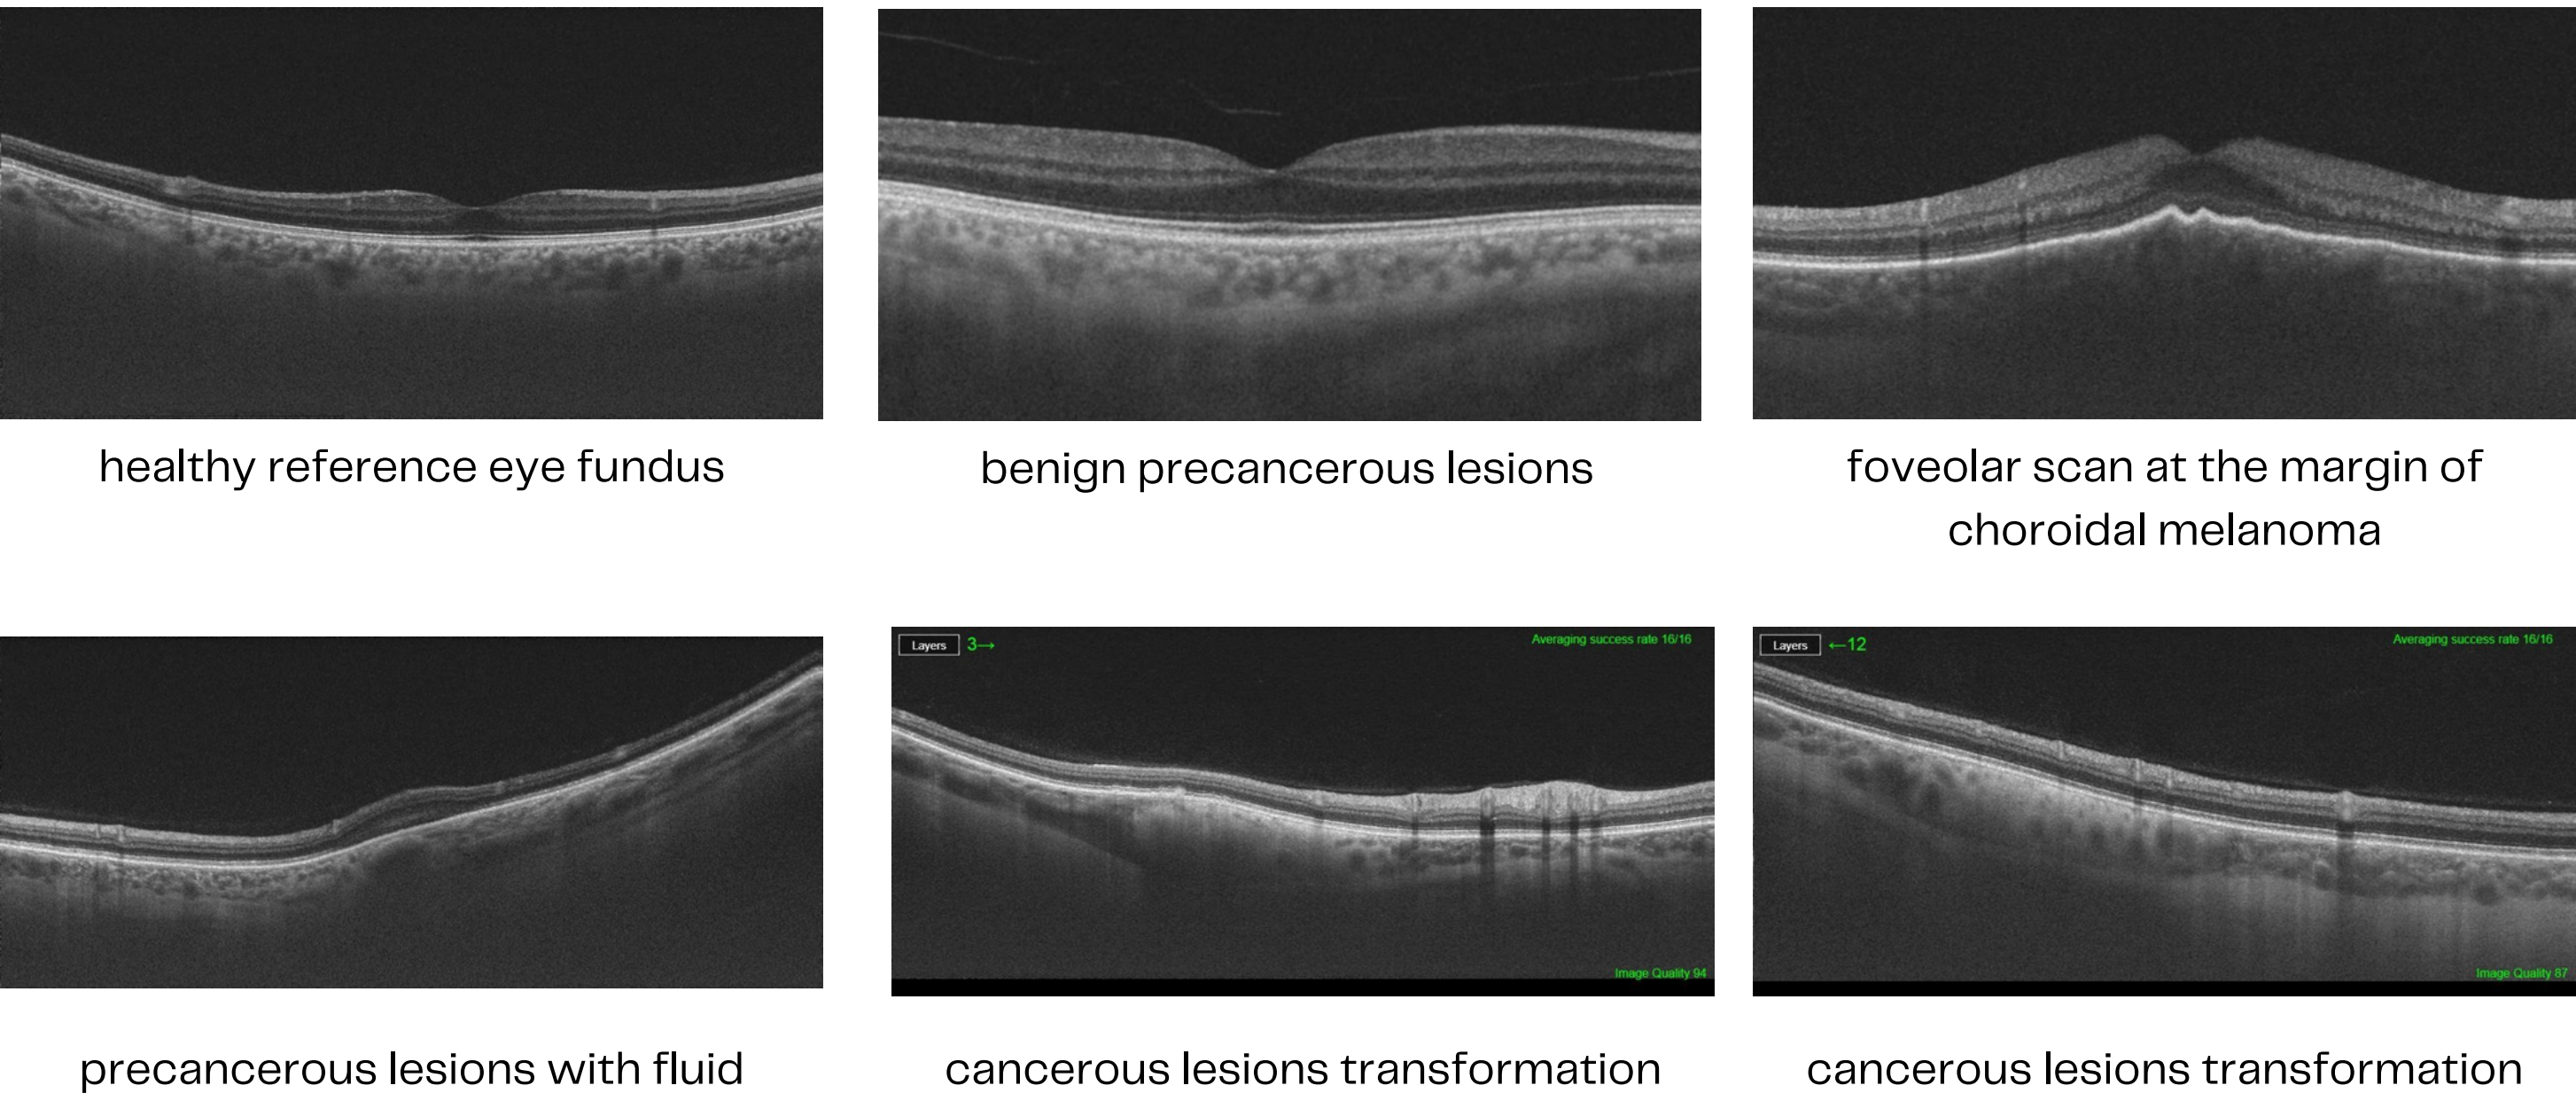 healthy reference eye fundus
benign precancerous lesions
foveolar scan at the margin of
choroidal melanoma
Layers 3→
Averaging success rate 16/16
Image Quality 94
Layers ←12
Averaging success rate 16/16
Image Quality 87
precancerous lesions with fluid
cancerous lesions transformation
cancerous lesions transformation